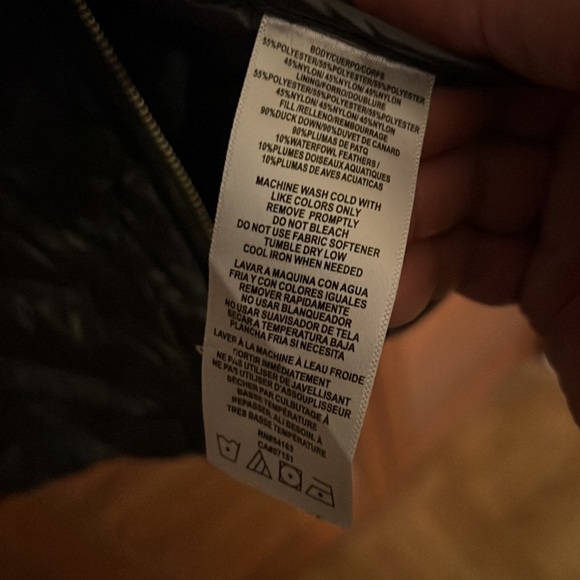 BODY/CUERPO/CORPS
55%POLYESTER/55%POLYESTER/55%POLYESTER
45%NYLON/ 45%NYLON/ 45%NYLON
LINING/FORRO/DOUBLURE
55%POLYESTER/55%POLYESTER/55%POLYESTER
45%NYLON/ 45%NYLON/ 45%NYLON
FILL /RELLENO/REMBOURRAGE
90%DUCK DOWN/90%DUVET DE CANARD
90%PLUMAS DE PATQ
10%WATERFOWL FEATHERS /
10%PLUMES DOISEAUX AQUATIQUES
10%PLUMAS DE AVES ACUATICAS
MACHINE WASH COLD WITH
LIKE COLORS ONLY
REMOVE PROMPTLY
DO NOT BLEACH
DO NOT USE FABRIC SOFTENER
TUMBLE DRY LOW
COOL IRON WHEN NEEDED
LAVAR A MAQUINA CON AGUA
FRIA Y CON COLORES IGUALES
REMOVER RAPIDAMENTE
NO USAR BLANQUEADOR
NO USAR SUAVISADOR DE TELA
SECAR A TEMPERATURA BAJA
PLANCHA FRIA SI NECESITA
LAVER À LA MACHINE À LEAU FROIDE
SORTIR IMMÉDIATEMENT
NE PAS UTILISER DE JAVELLISANT
NE PAS UTILISER D'ASSOUPLISSEUR
SÉCHER PAR CULBUTAGE À
BASSE TEMPÉRATURE
REPASSER, AU BESOIN, À
TRES BASSE TEMPÉRATURE
RN#54163
CA#07151